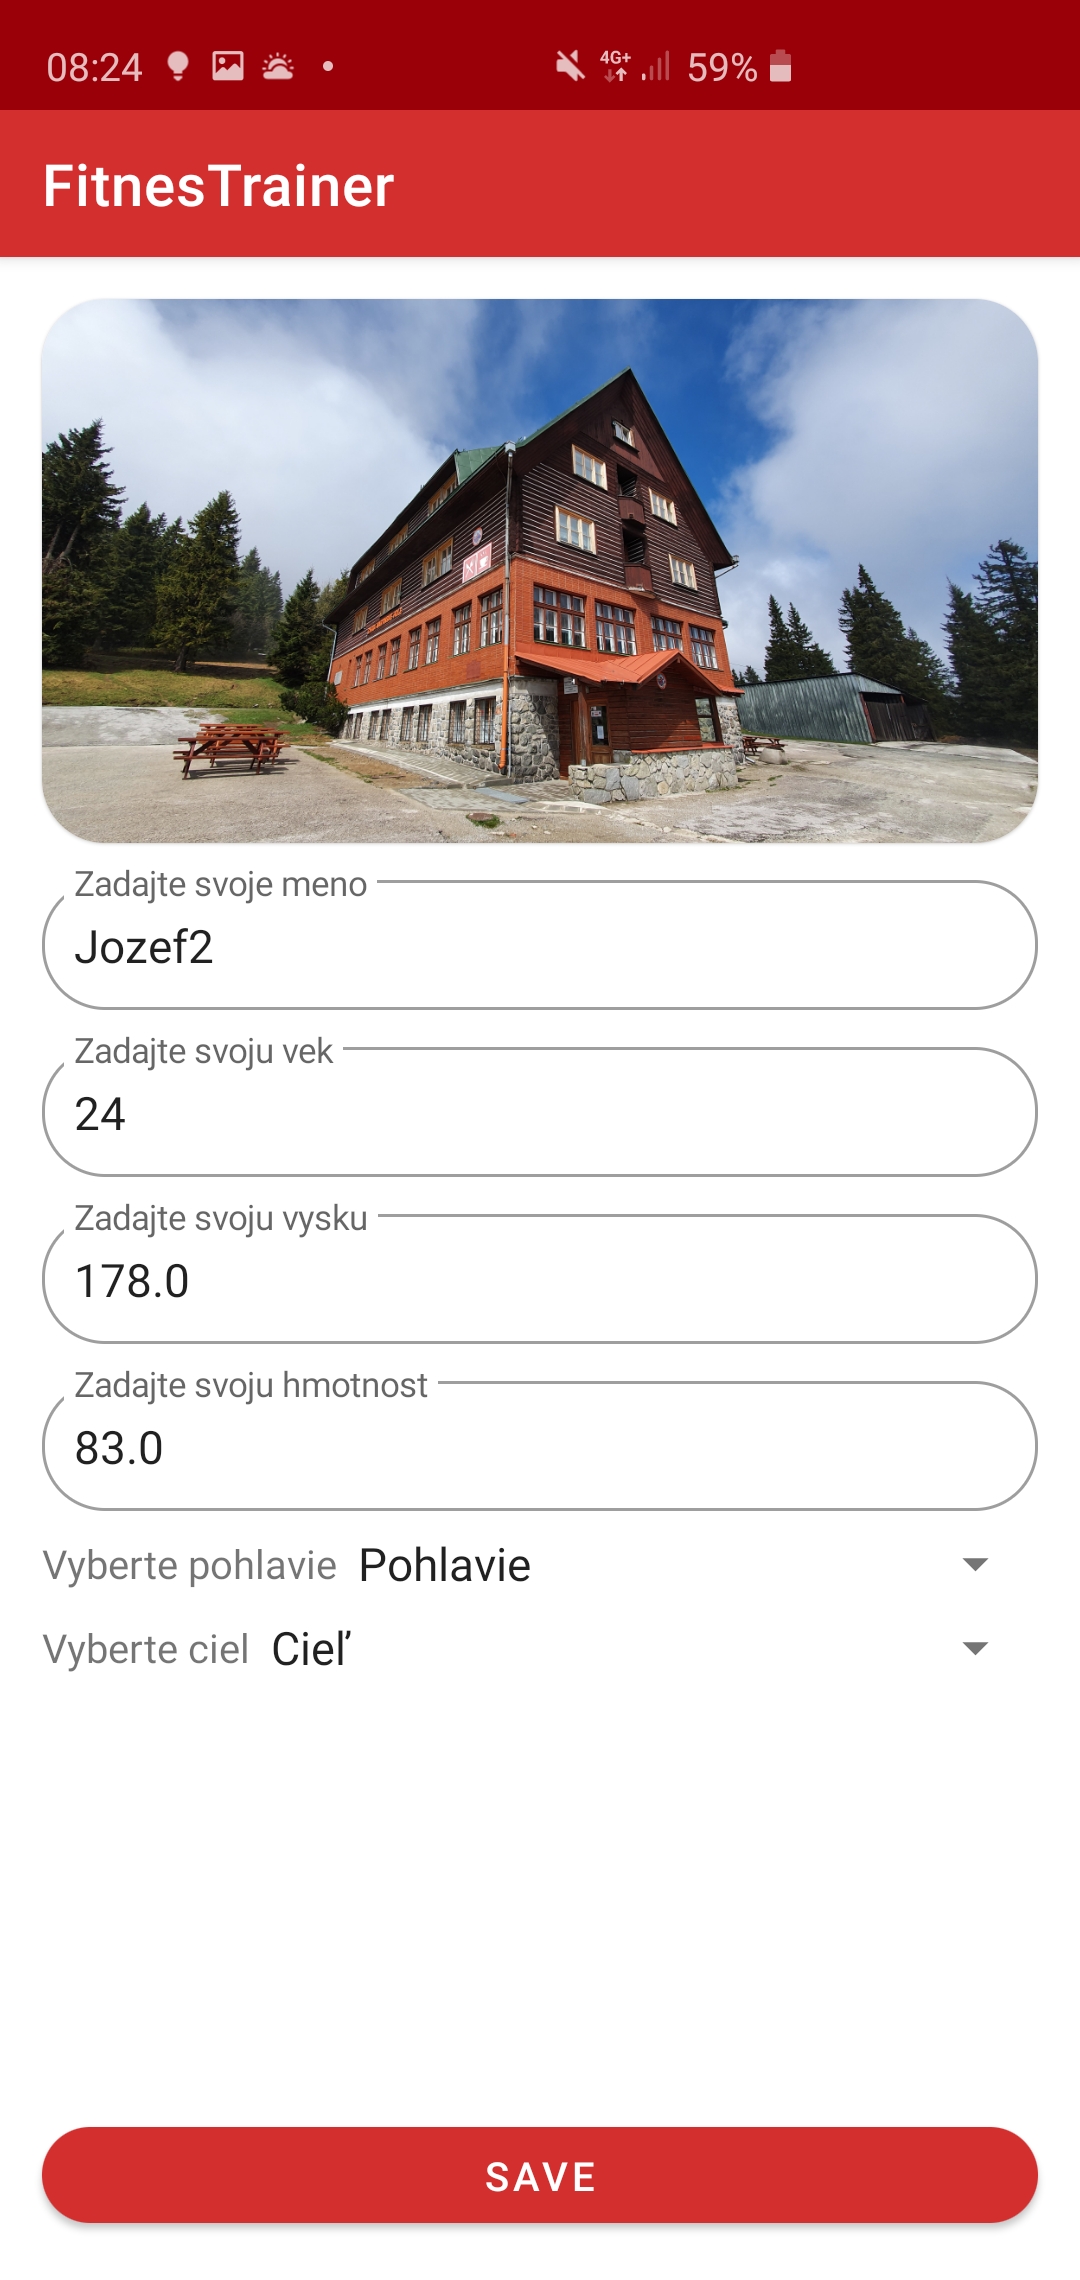 08:24
4G+
59%
FitnesTrainer
Zadajte svoje meno
Jozef2
Zadajte svoju vek
24
Zadajte svoju vysku
178.0
Zadajte svoju hmotnost
83.0
Vyberte pohlavie Pohlavie
Vyberte ciel Cieľ
SAVE